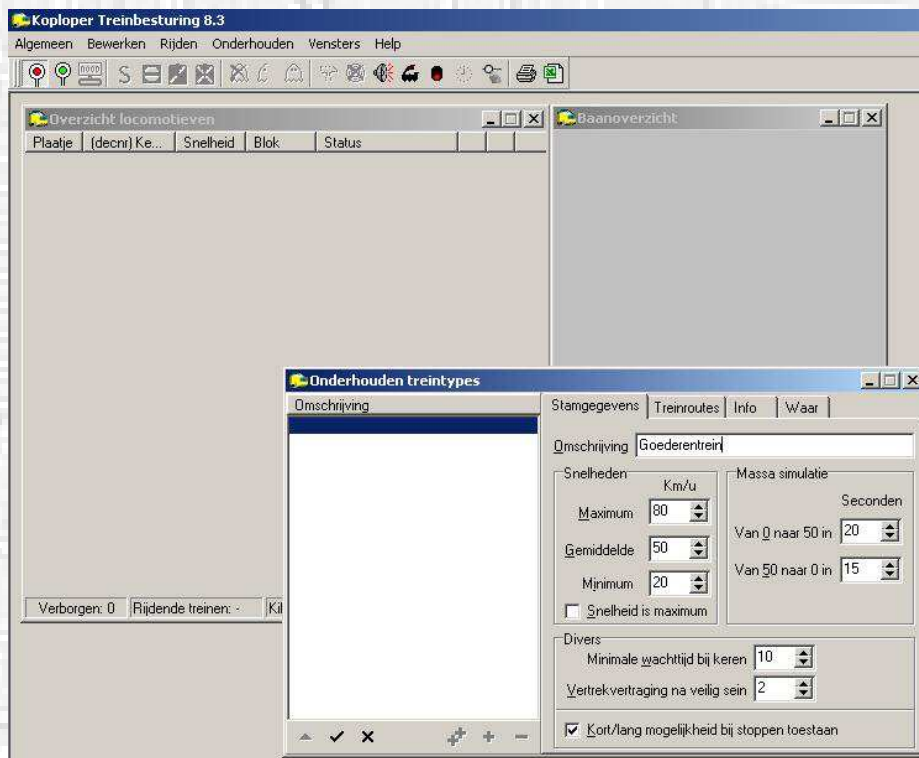 Koploper Treinbesturing 8.3
Algemeen Bewerken Rijden Onderhouden Vensters Help
Overzicht locomotieven
Plaatje (decnr) Ke... Snelheid Blok Status
Verborgen: 0 Rijdende treinen: - Kil
Baanoverzicht
Onderhouden treintypes
Omschrijving
Stamgegevens Treinroutes Info Waar
Omschrijving Goederentrein
Snelheden
Km/u
Maximum 80
Gemiddelde 50
Minimum 20
Snelheid is maximum
Massa simulatie
Seconden
Van 0 naar 50 in 20
Van 50 naar 0 in 15
Divers
Minimale wachttijd bij keren 10
Vertrekvertraging na veilig sein 2
Kort/lang mogelijkheid bij stoppen toestaan